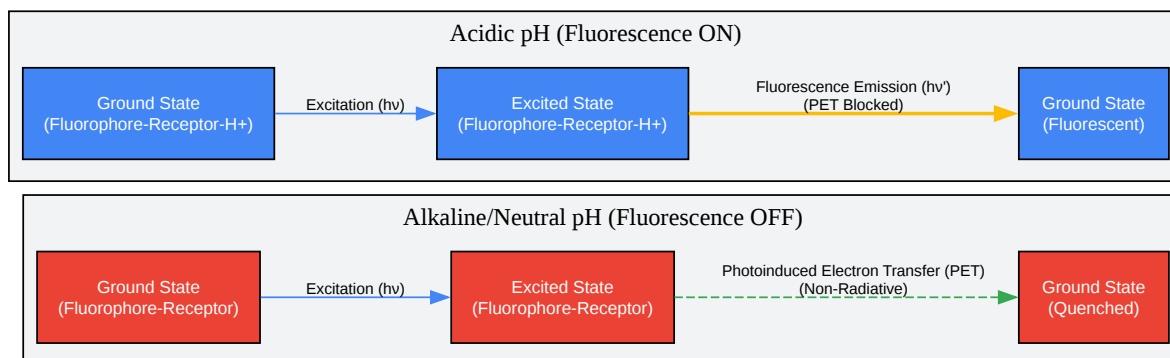 Acidic pH (Fluorescence ON)
Ground State
(Fluorophore-Receptor-H+)
Excitation (hν)
Excited State
(Fluorophore-Receptor-H+)
Fluorescence Emission (hν')
(PET Blocked)
Ground State
(Fluorescent)
Alkaline/Neutral pH (Fluorescence OFF)
Ground State
(Fluorophore-Receptor)
Excitation (hν)
Excited State
(Fluorophore-Receptor)
Photoinduced Electron Transfer (PET)
(Non-Radiative)
Ground State
(Quenched)